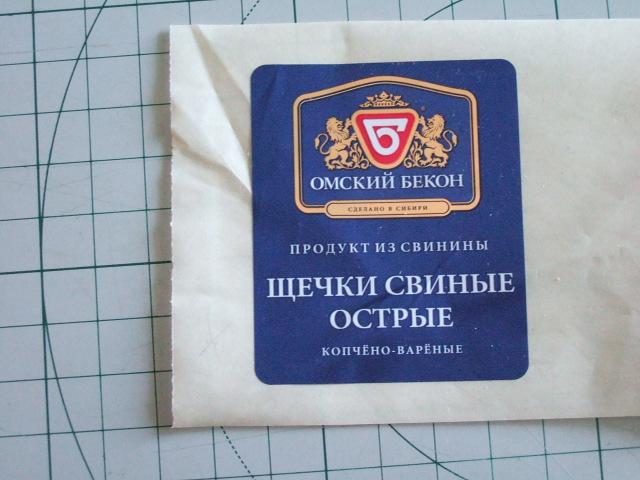 Б
ОМСКИЙ БЕКОН
СДЕЛАНО В СИБИРИ
ПРОДУКТ ИЗ СВИНИНЫ
ЩЕЧКИ СВИНЫЕ
ОСТРЫЕ
КОПЧЁНО-ВАРЁНЫЕ